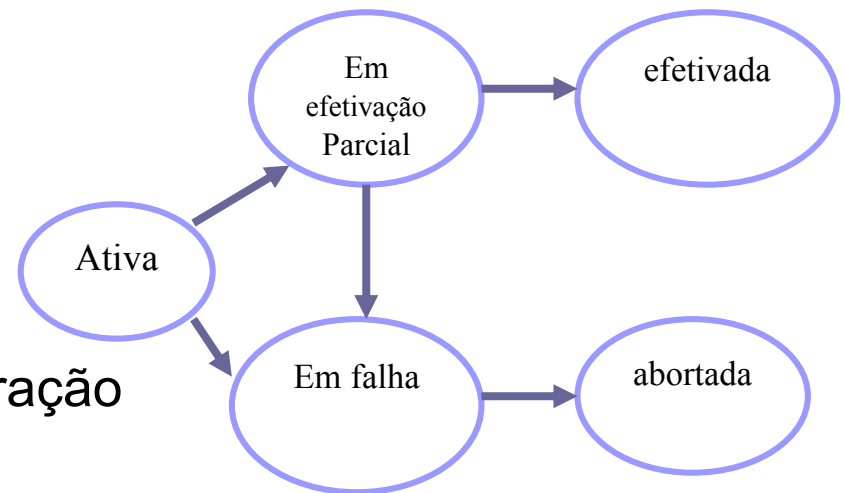 Em
efetivação
Parcial
efetivada
Ativa
Em falha
abortada
ração